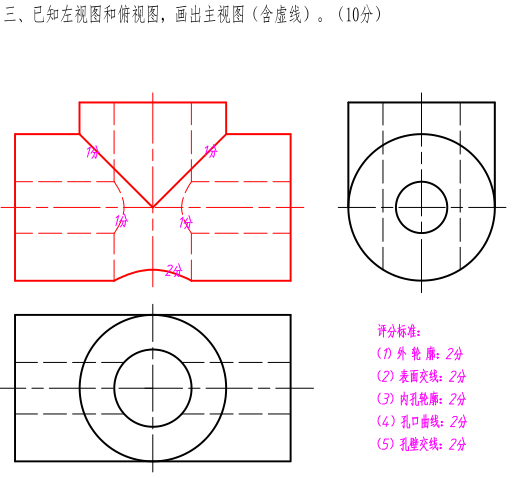 三、已知左视图和俯视图，画出主视图（含虚线）。（10分）
1分 1分
1分 1分
2分
评分标准：
(1) 外 轮 廓：2分
(2) 表面交线：2分
(3) 内孔轮廓：2分
(4) 孔口曲线：2分
(5) 孔壁交线：2分